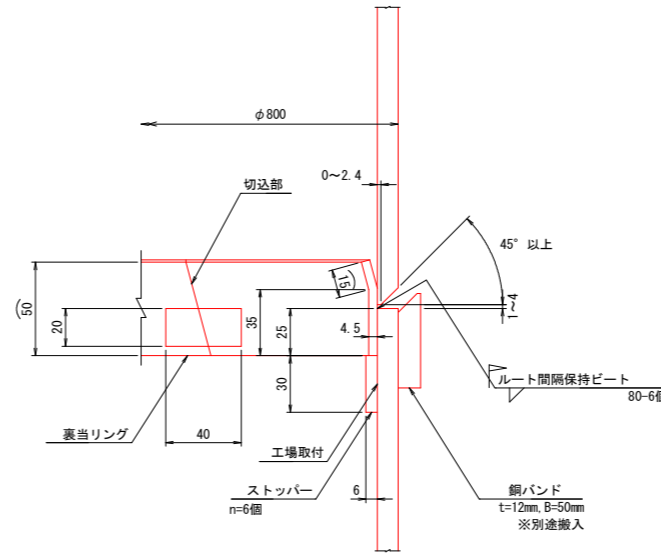 φ800
0～2.4
切込部
45° 以上
(50
20
15)
35
25
4.5
1～4
30
ルート間隔保持ビート
80-6個
裏当リング
40
工場取付
ストッパー
n=6個
6
銅バンド
t=12mm, B=50mm
※別途搬入